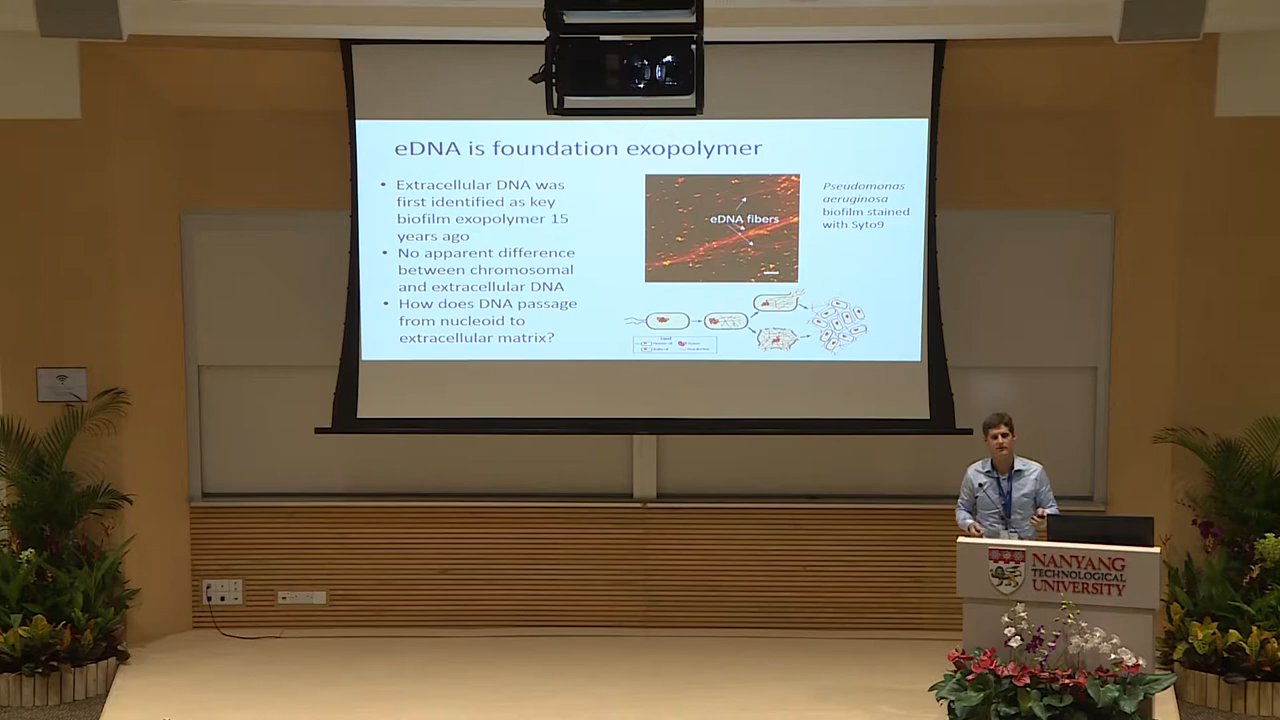 eDNA is foundation exopolymer
• Extracellular DNA was
first identified as key
biofilm exopolymer 15
years ago
• No apparent difference
between chromosomal
and extracellular DNA
• How does DNA passage
from nucleoid to
extracellular matrix?
eDNA fibers
Pseudomonas
aeruginosa
biofilm stained
with Syto9
NANYANG
TECHNOLOGICAL
UNIVERSITY